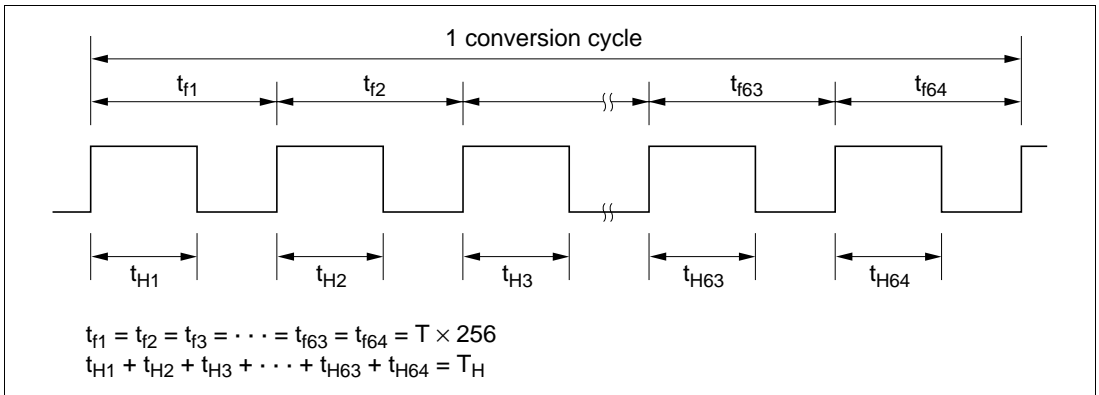 1 conversion cycle
tf1 tf2 tf63 tf64
tH1 tH2 tH3 tH63 tH64
tf1 = tf2 = tf3 = · · · = tf63 = tf64 = T × 256
tH1 + tH2 + tH3 + · · · + tH63 + tH64 = TH